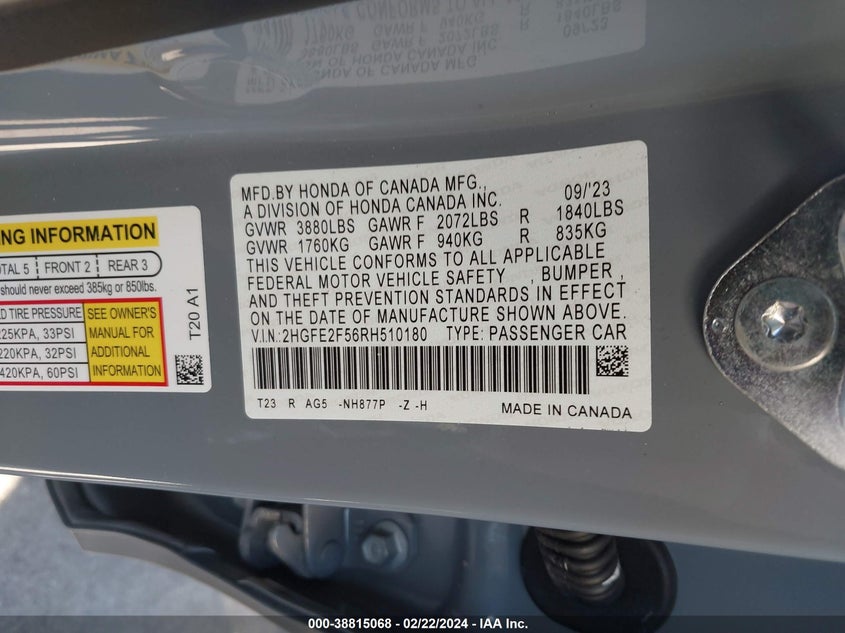 MFD.BY HONDA OF CANADA MFG., 09/'23
A DIVISION OF HONDA CANADA INC.
GVWR 3880LBS GAWR F 2072LBS R 1840LBS
GVWR 1760KG GAWR F 940KG R 835KG
THIS VEHICLE CONFORMS TO ALL APPLICABLE
FEDERAL MOTOR VEHICLE SAFETY , BUMPER ,
AND THEFT PREVENTION STANDARDS IN EFFECT
ON THE DATE OF MANUFACTURE SHOWN ABOVE.
V.I.N.:2HGFE2F56RH510180 TYPE: PASSENGER CAR
T23 R AG5 -NH877P -Z -H
MADE IN CANADA
INFORMATION
5 FRONT 2 REAR 3
should never exceed 385kg or 850lbs.
TIRE PRESSURE
SEE OWNER'S
MANUAL FOR
ADDITIONAL
INFORMATION
33PSI
220KPA, 32PSI
420KPA, 60PSI
T20 A1
000-38815068 - 02/22/2024 - IAA Inc.